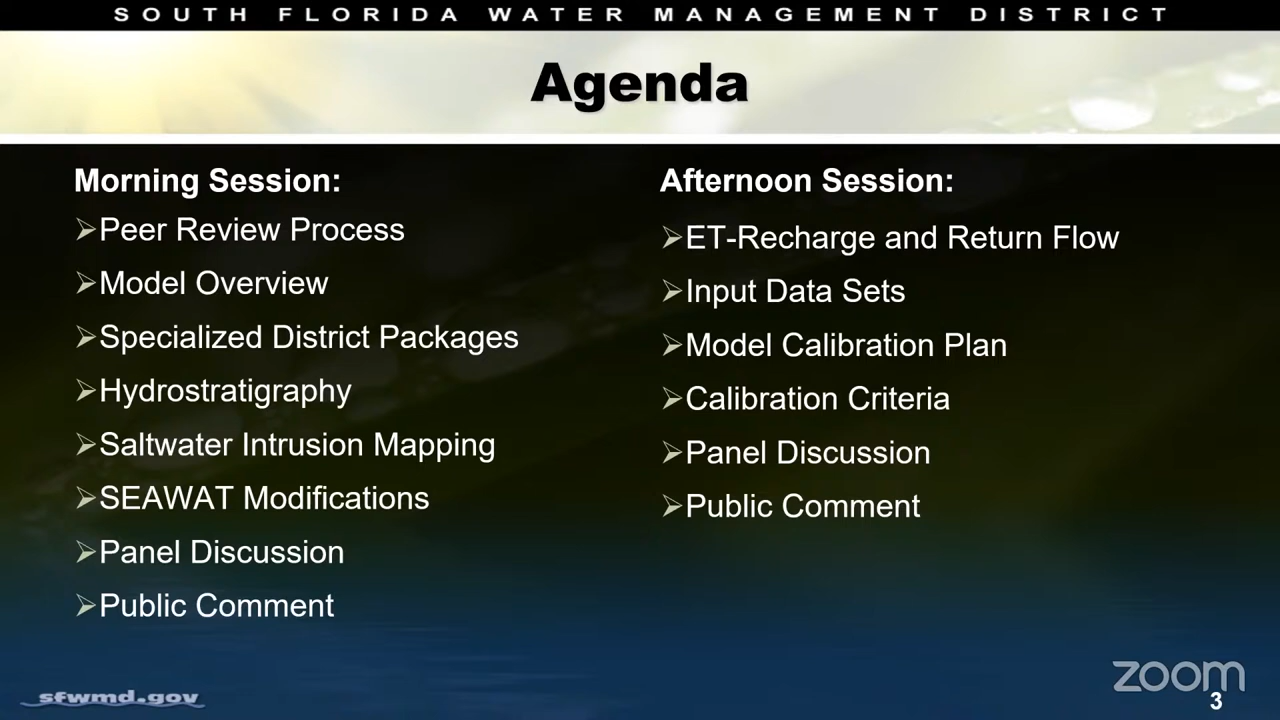 SOUTH FLORIDA WATER MANAGEMENT DISTRICT
Agenda
Morning Session:
Peer Review Process
Model Overview
Specialized District Packages
Hydrostratigraphy
Saltwater Intrusion Mapping
SEAWAT Modifications
Panel Discussion
Public Comment
Afternoon Session:
ET-Recharge and Return Flow
Input Data Sets
Model Calibration Plan
Calibration Criteria
Panel Discussion
Public Comment
sfwmd.gov
zoom
3